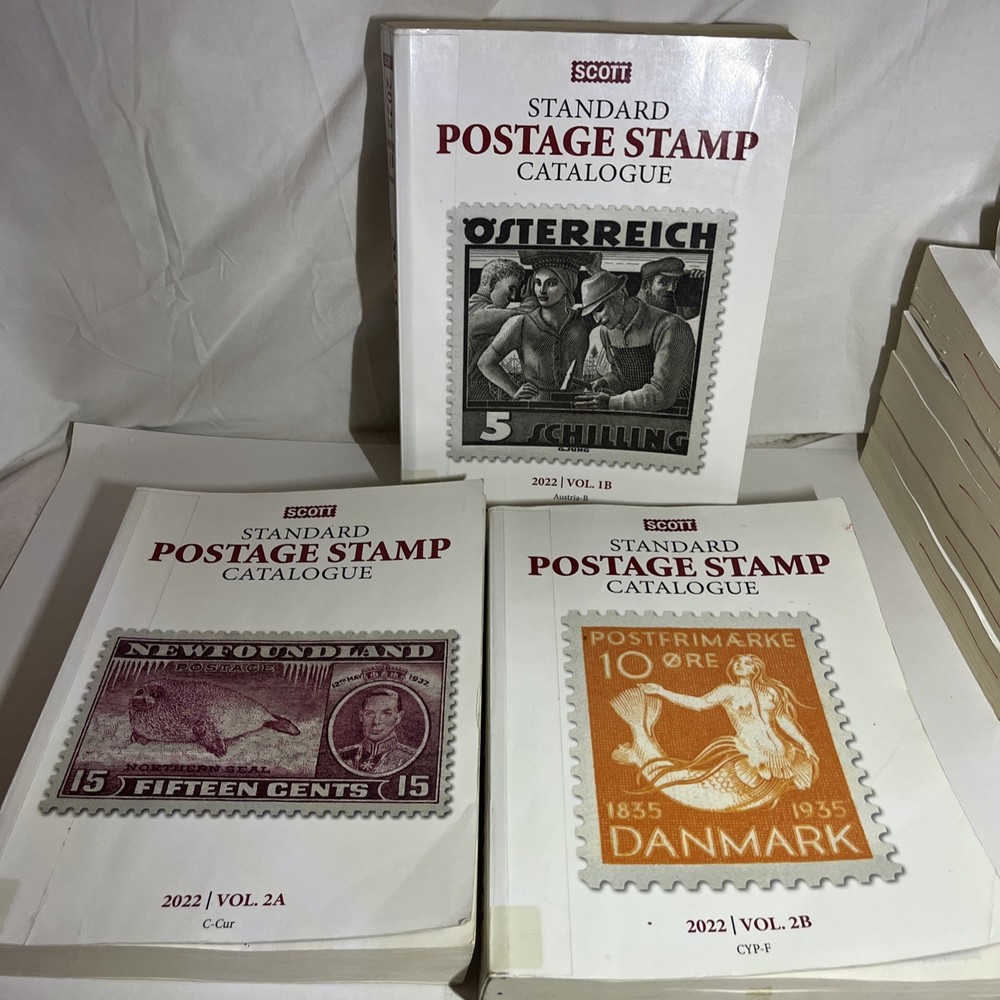 SCOTT
STANDARD
POSTAGE STAMP
CATALOGUE
ÖSTERREICH
5 SCHILLING
G.JUNG
2022 | VOL. 1B
Austria-B
SCOTT
STANDARD
POSTAGE STAMP
CATALOGUE
NEWFOUNDLAND
POSTAGE
12TH MAY 1937
NORTHERN SEAL
15 FIFTEEN CENTS 15
2022 | VOL. 2A
C-Cur
SCOTT
STANDARD
POSTAGE STAMP
CATALOGUE
POSTFRIMÆRKE
10 ØRE
1835 1935
DANMARK
2022 | VOL. 2B
CYP-F